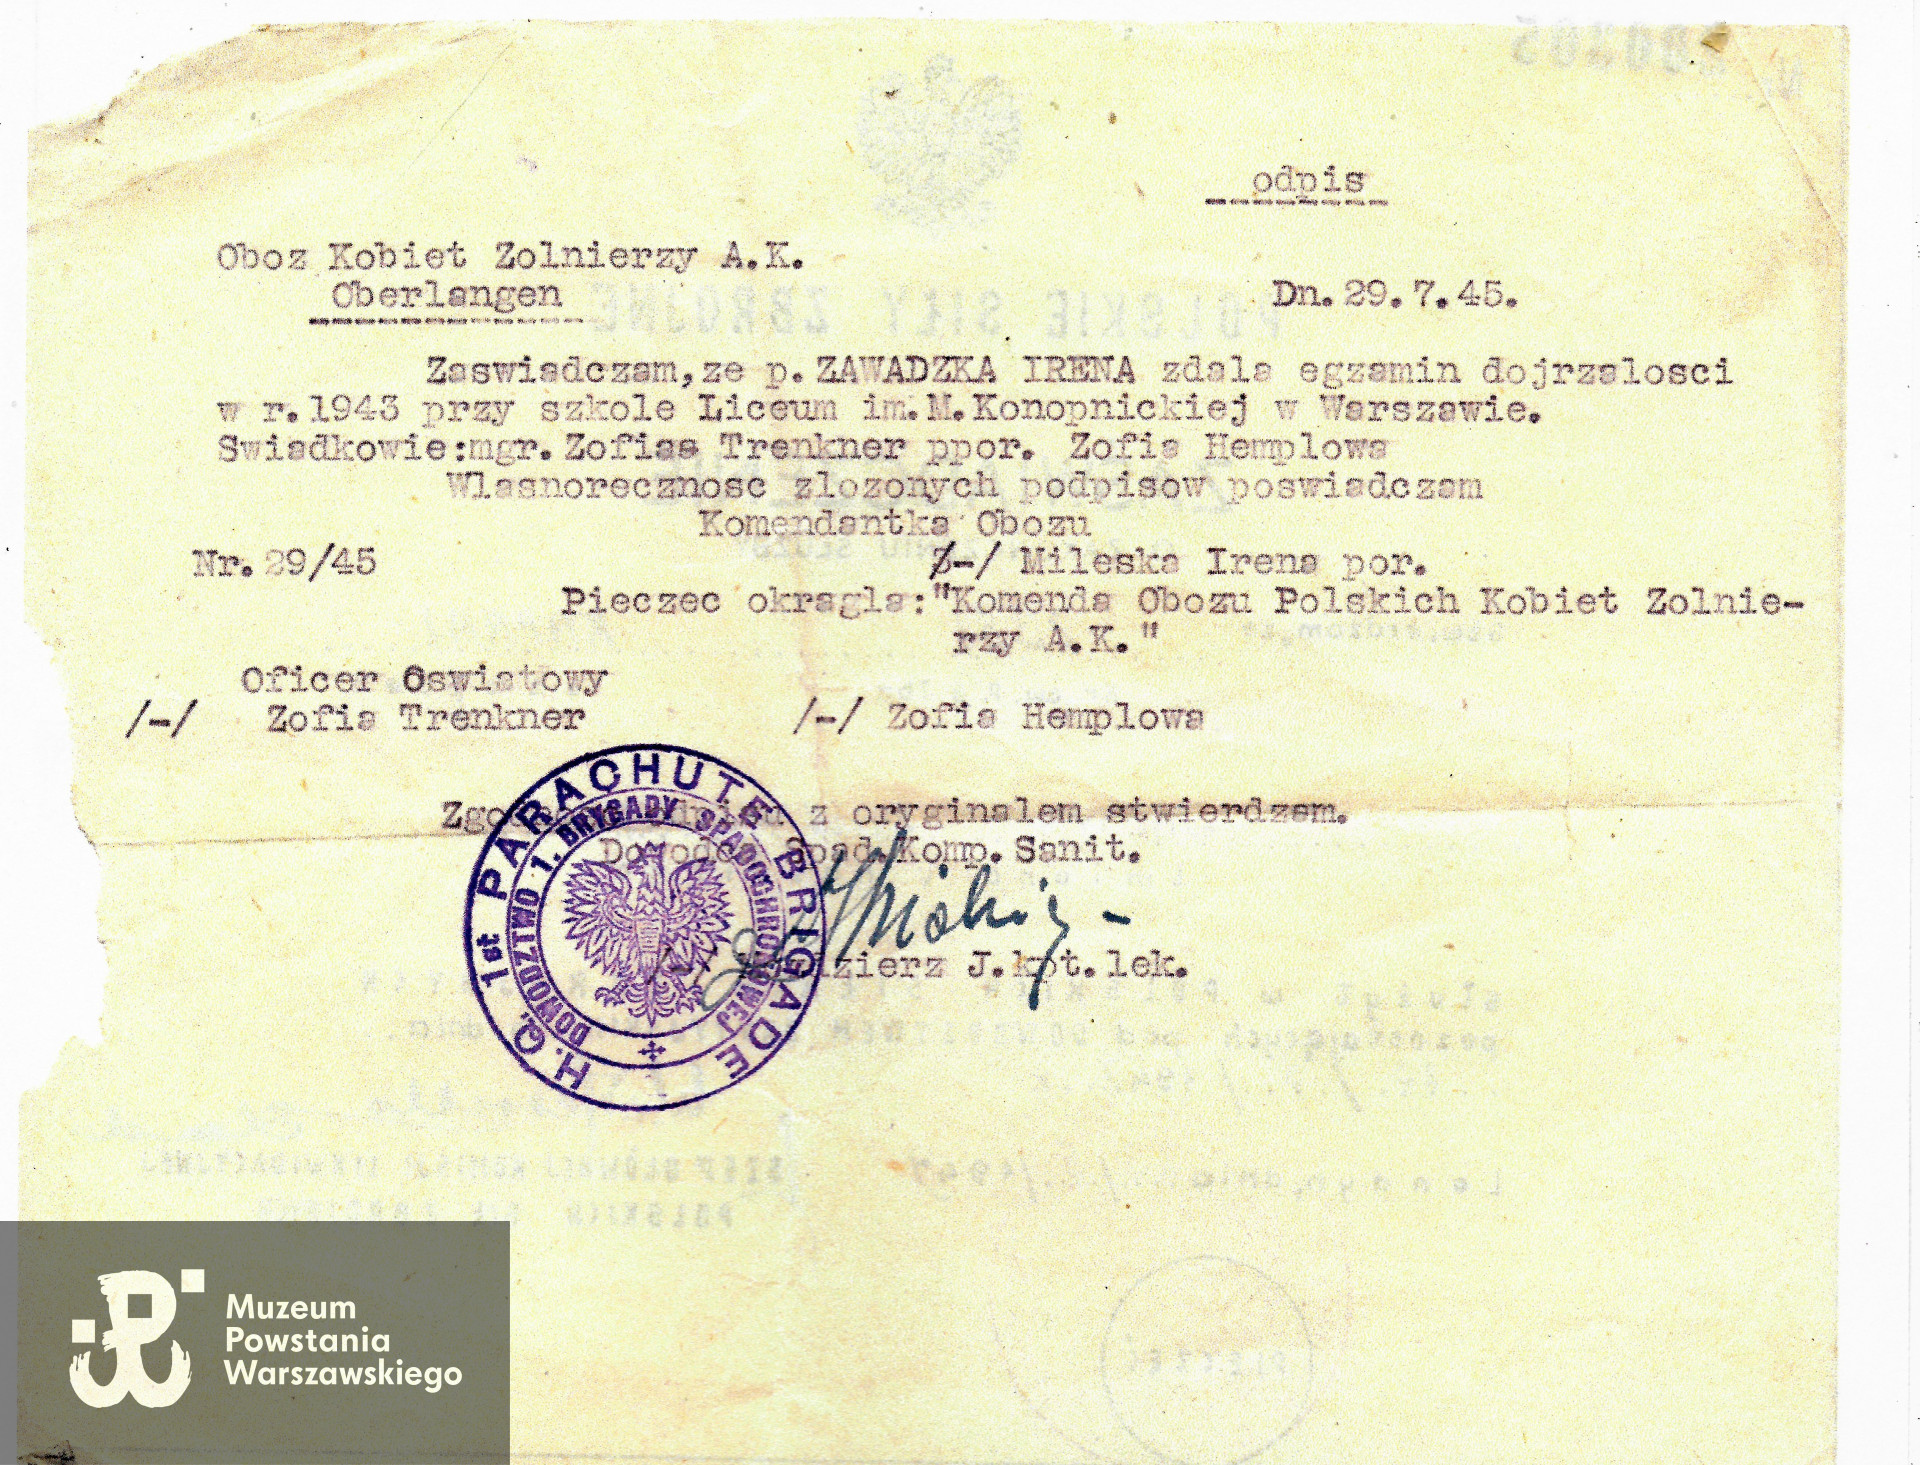 odpis
Oboz Kobiet Zolnierzy A.K.
Oberlangen
Dn. 29.7.45.
Zaswiadczam, ze p. ZAWADZKA IRENA zdala egzamin dojrzalosci
w r. 1943 przy szkole Liceum im. M. Konopnickiej w Warszawie.
Swiadkowie: mgr. Zofiaa Trenkner ppor. Zofia Hemplowa
Wlasnorecznosc zlozonych podpisow poswiadczam
Komendantka Obozu
Nr. 29/45
-/ Mileska Irena por.
Pieczec okragla: "Komenda Obozu Polskich Kobiet Zolnie-
rzy A.K."
Oficer Oswiatowy
/-/ Zofia Trenkner /-/ Zofia Hemplowa
z oryginalem stwierdzam.
Spad. Komp. Sanit.
J. kpt. lek.
H.Q. 1st PARACHUTE BRIGADE
DOWODZTWO 1. BRYGADY SPADOCHRONOWEJ
Muzeum
Powstania
Warszawskiego